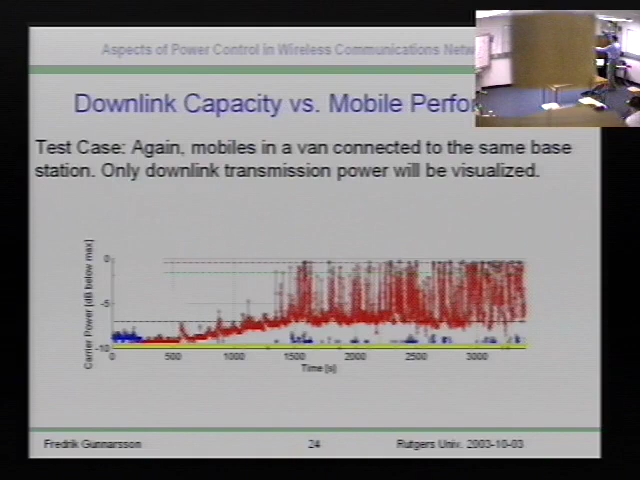 Aspects of Power Control in Wireless Communications
Downlink Capacity vs. Mobile
Test Case: Again, mobiles in a van connected to the same base
station. Only downlink transmission power will be visualized.
Carrier Power [dB below max]
0
-5
-10
0 500 1000 1500 2000 2500 3000
Time [s]
Fredrik Gunnarsson 24 Rutgers Univ. 2003-10-03